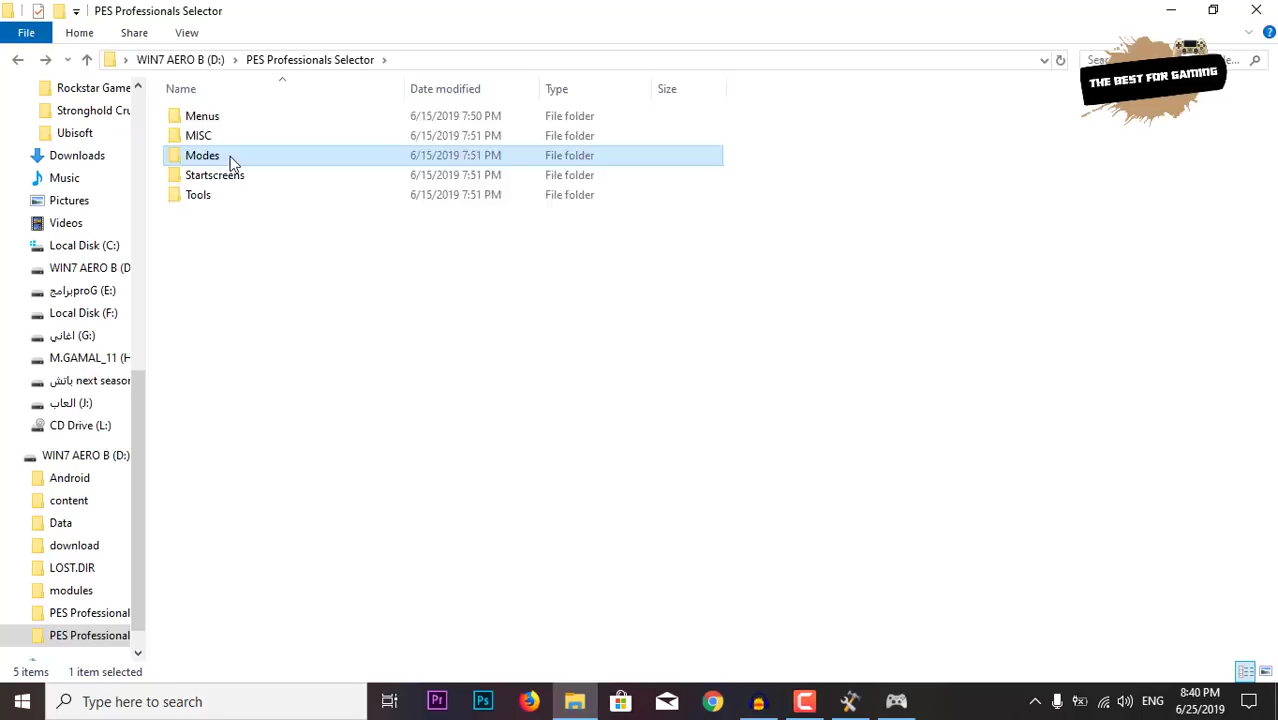 PES Professionals Selector
File Home Share View
WIN7 AERO B (D:) PES Professionals Selector
THE BEST FOR GAMING
Name Date modified Type Size
Menus 6/15/2019 7:50 PM File folder
MISC 6/15/2019 7:51 PM File folder
Modes 6/15/2019 7:51 PM File folder
Startscreens 6/15/2019 7:51 PM File folder
Tools 6/15/2019 7:51 PM File folder
Rockstar Game
Stronghold Cru
Ubisoft
Downloads
Music
Pictures
Videos
Local Disk (C:)
WIN7 AERO B (D
برامجproG (E:)
Local Disk (F:)
اغاني (G:)
M.GAMAL_11 (H
باتش next season
العاب (J:)
CD Drive (L:)
WIN7 AERO B (D:)
Android
content
Data
download
LOST.DIR
modules
PES Professional
PES Professional
5 items 1 item selected
Type here to search
Pr Ps
ENG
8:40 PM
6/25/2019